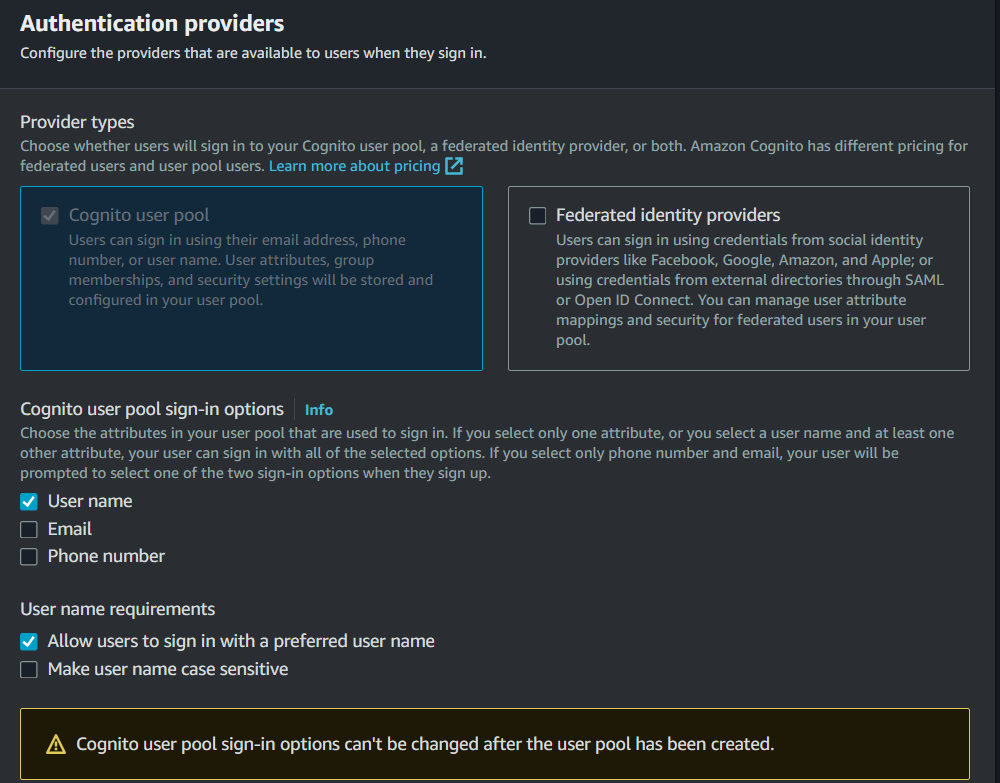 Authentication providers
Configure the providers that are available to users when they sign in.
Provider types
Choose whether users will sign in to your Cognito user pool, a federated identity provider, or both. Amazon Cognito has different pricing for
federated users and user pool users. Learn more about pricing
Cognito user pool
Users can sign in using their email address, phone
number, or user name. User attributes, group
memberships, and security settings will be stored and
configured in your user pool.
Federated identity providers
Users can sign in using credentials from social identity
providers like Facebook, Google, Amazon, and Apple; or
using credentials from external directories through SAML
or Open ID Connect. You can manage user attribute
mappings and security for federated users in your user
pool.
Cognito user pool sign-in options Info
Choose the attributes in your user pool that are used to sign in. If you select only one attribute, or you select a user name and at least one
other attribute, your user can sign in with all of the selected options. If you select only phone number and email, your user will be
prompted to select one of the two sign-in options when they sign up.
User name
Email
Phone number
User name requirements
Allow users to sign in with a preferred user name
Make user name case sensitive
Cognito user pool sign-in options can't be changed after the user pool has been created.